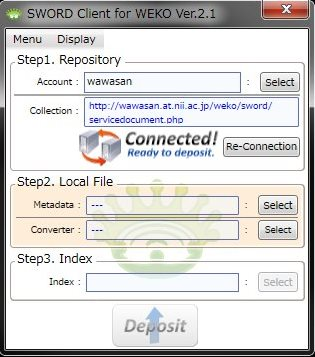 SWORD Client for WEKO Ver.2.1
Menu Display
Step1. Repository
Account : wawasan : Select
Collection : http://wawasan.at.nii.ac.jp/weko/sword/
servicedocument.php
Connected!
Ready to deposit.
Re-Connection
Step2. Local File
Metadata : --- : Select
Converter : --- : Select
Step3. Index
Index : : Select
Deposit